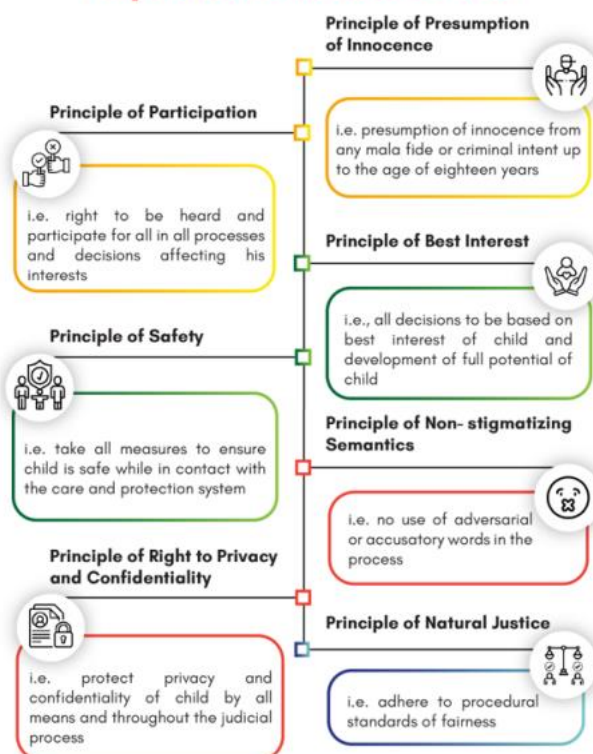 Principle of Presumption
of Innocence
i.e. presumption of innocence from
any mala fide or criminal intent up
to the age of eighteen years
Principle of Participation
i.e. right to be heard and
participate for all in all processes
and decisions affecting his
interests
Principle of Best Interest
i.e., all decisions to be based on
best interest of child and
development of full potential of
child
Principle of Safety
i.e. take all measures to ensure
child is safe while in contact with
the care and protection system
Principle of Non- stigmatizing
Semantics
i.e. no use of adversarial
or accusatory words in the
process
Principle of Right to Privacy
and Confidentiality
i.e. protect privacy and
confidentiality of child by all
means and throughout the judicial
process
Principle of Natural Justice
i.e. adhere to procedural
standards of fairness